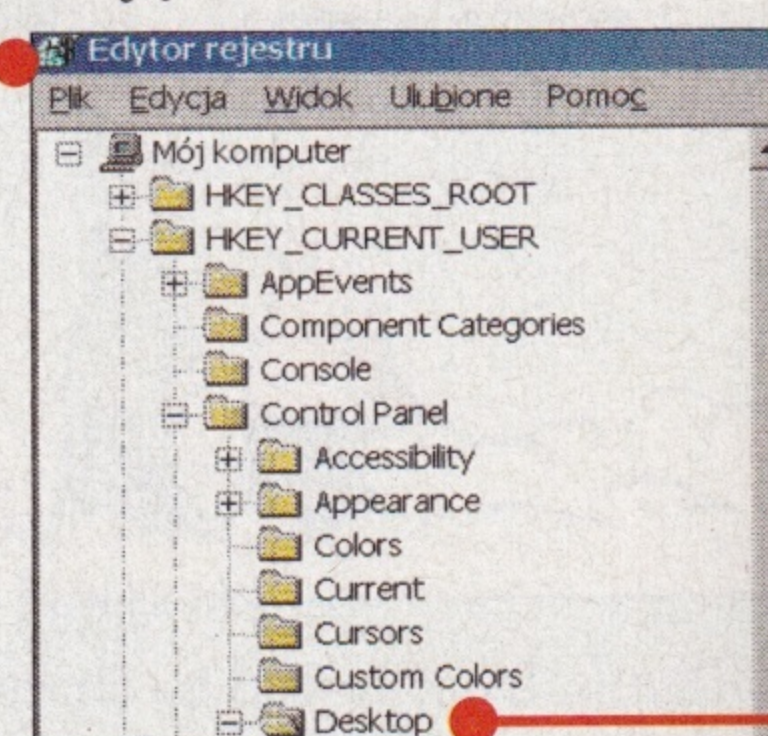 Edytor rejestru
Plik Edycja Widok Ulubione Pomoc
Mój komputer
HKEY_CLASSES_ROOT
HKEY_CURRENT_USER
AppEvents
Component Categories
Console
Control Panel
Accessibility
Appearance
Colors
Current
Cursors
Custom Colors
Desktop